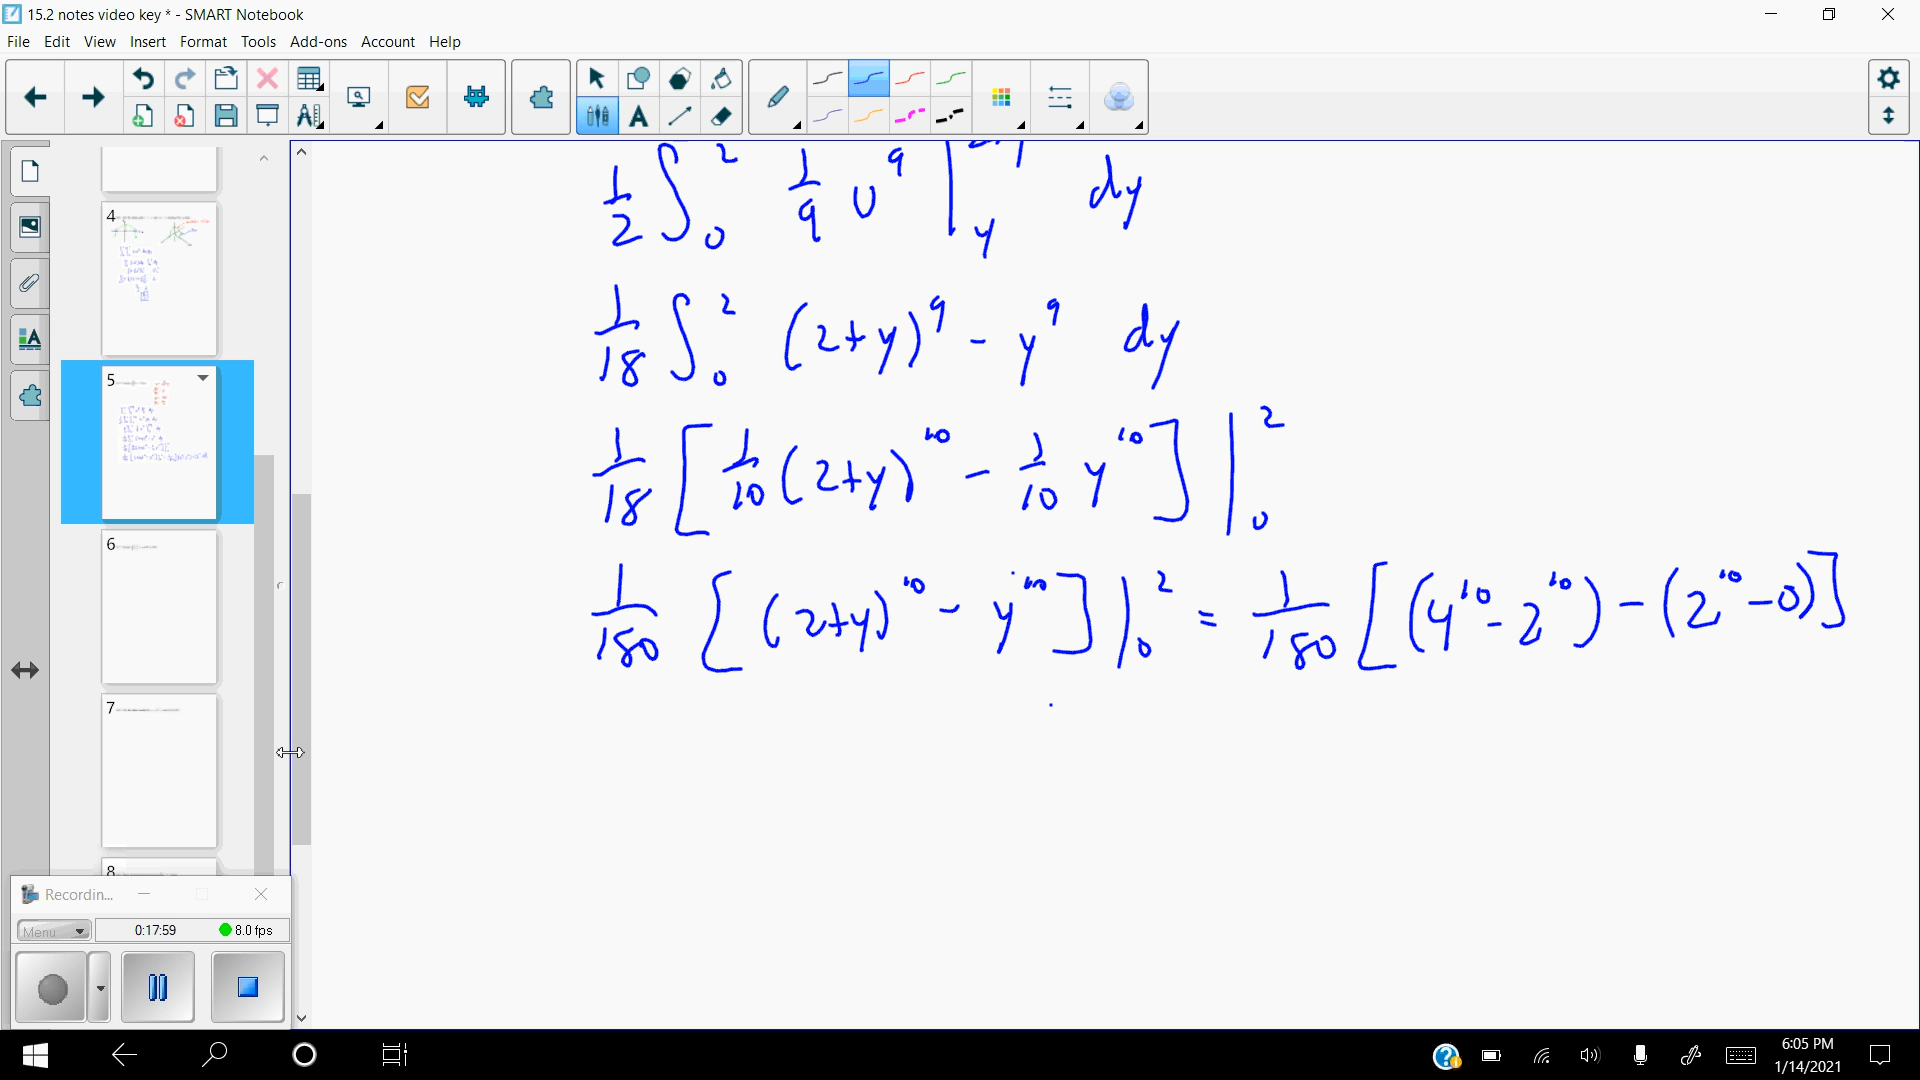 15.2 notes video key * - SMART Notebook
File Edit View Insert Format Tools Add-ons Account Help
4
5
6
7
8
1/2 ∫₀² 1/9 u⁹ |_y dy
1/18 ∫₀² (2+y)⁹ - y⁹ dy
1/18 [1/10 (2+y)¹⁰ - 1/10 y¹⁰] |₀²
1/180 [(2+y)¹⁰ - y¹⁰] |₀² = 1/180 [(4¹⁰ - 2¹⁰) - (2¹⁰ - 0)]
Recordin...
Menu 0:17:59 8.0 fps
6:05 PM
1/14/2021